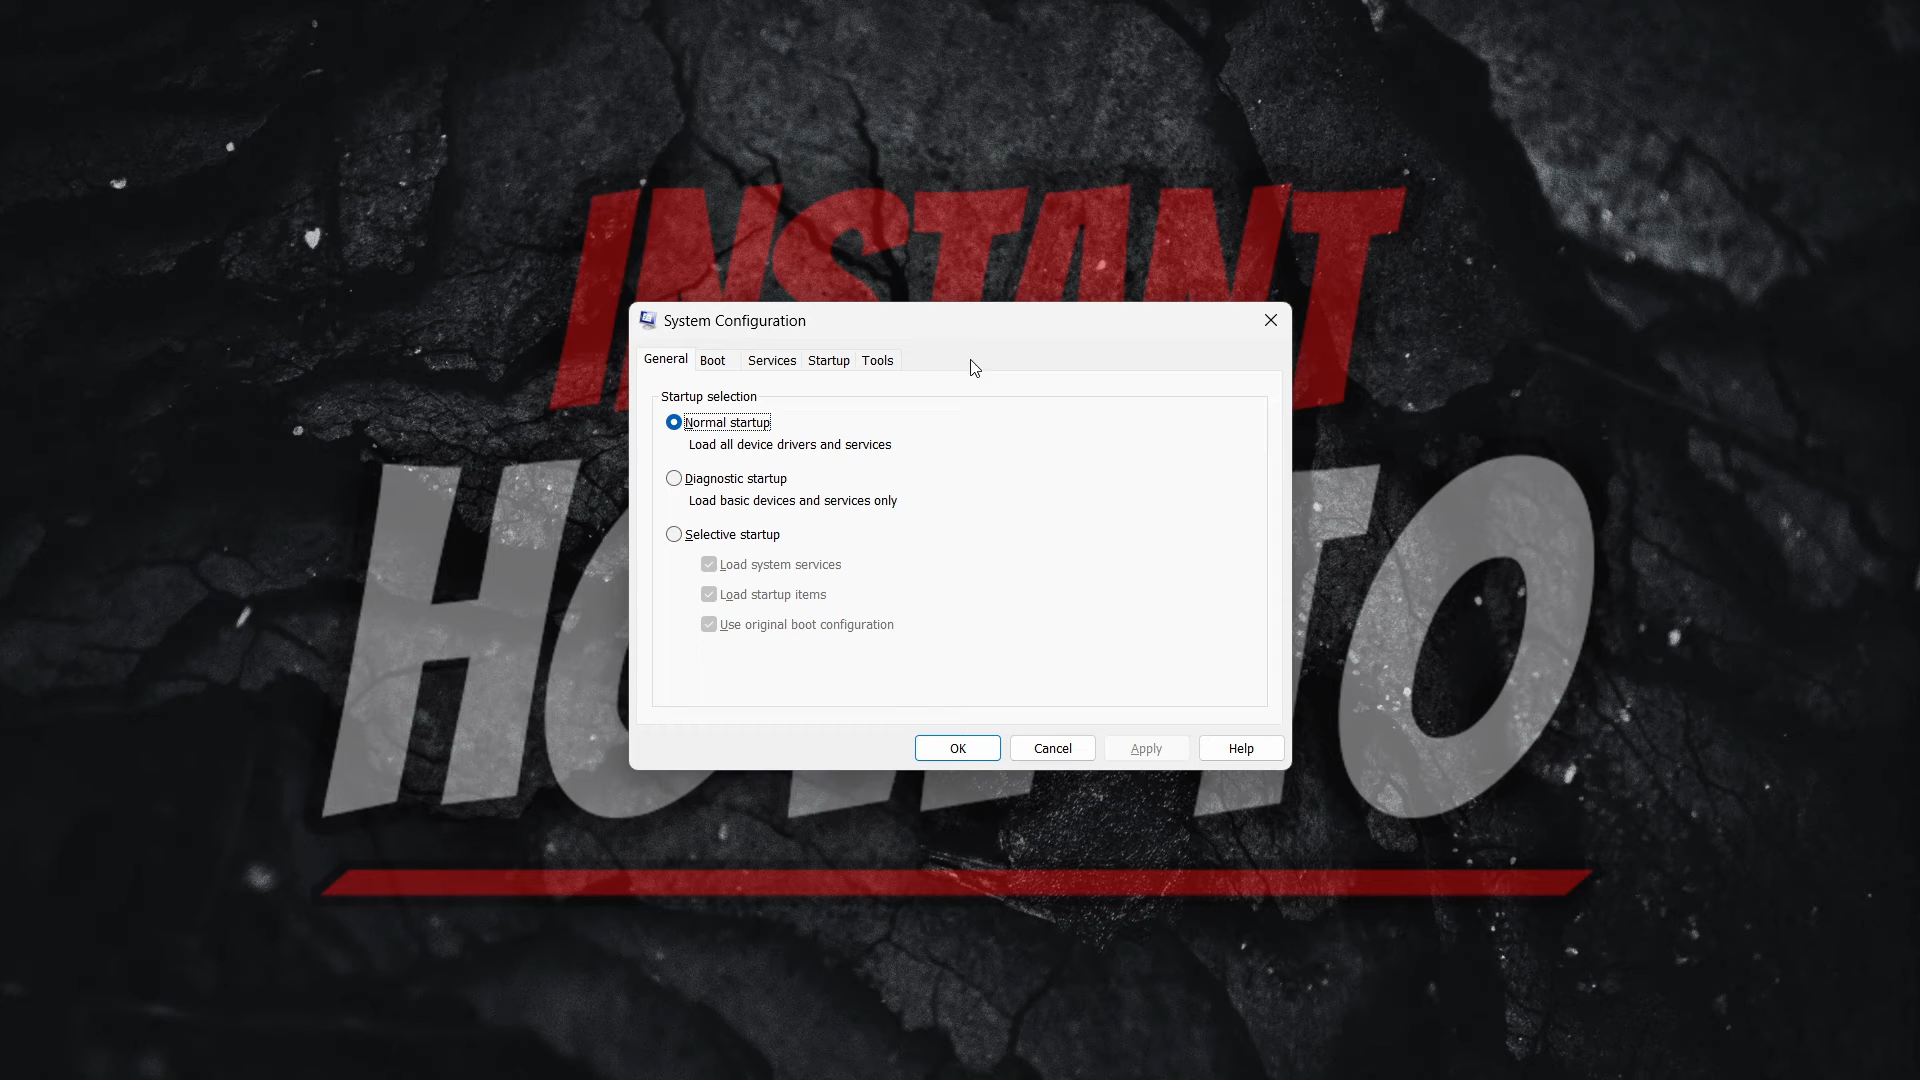 INSTANT
HOW TO
System Configuration
General Boot Services Startup Tools
Startup selection
Normal startup
Load all device drivers and services
Diagnostic startup
Load basic devices and services only
Selective startup
Load system services
Load startup items
Use original boot configuration
OK Cancel Apply Help